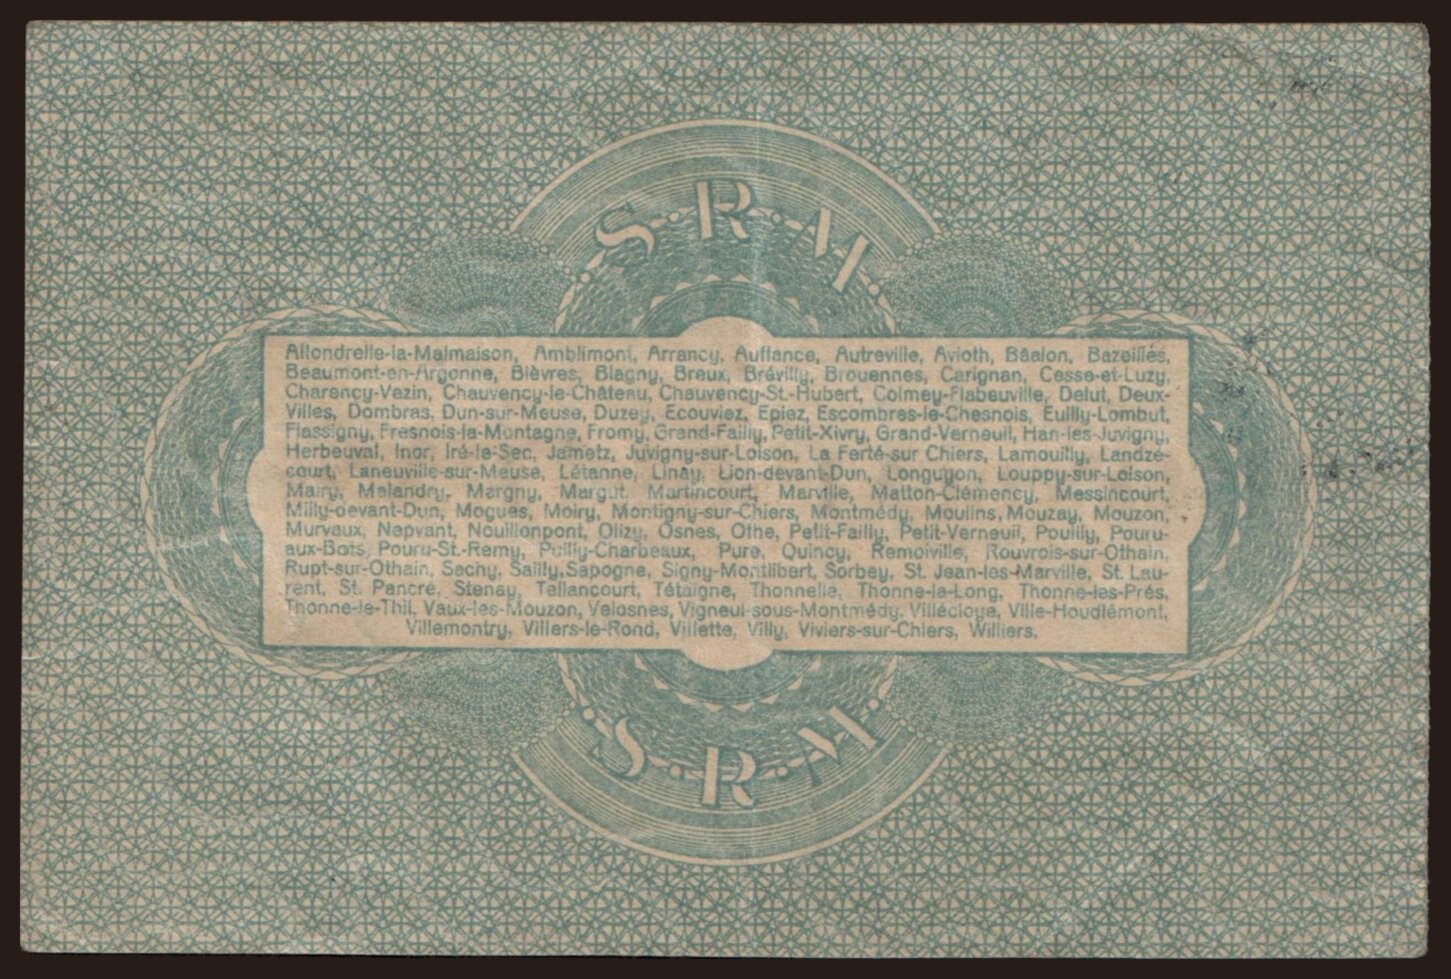 S R M
Allondrelle-la-Malmaison, Amblimont, Arrancy, Auflance, Autreville, Avioth, Bâalon, Bazeilles,
Beaumont-en-Argonne, Bièvres, Blagny, Breux, Brévilly, Brouennes, Carignan, Cesse-et-Luzy,
Charency-Vezin, Chauvency-le-Château, Chauvency-St.-Hubert, Colmey-Flabeuville, Delut, Deux-
Villes, Dombras, Dun-sur-Meuse, Duzey, Ecouviez, Epiez, Escombres-le-Chesnois, Euilly-Lombut,
Flassigny, Fresnois-la-Montagne, Fromy, Grand-Failly, Petit-Xivry, Grand-Verneuil, Han-les-Juvigny,
Herbeuval, Inor, Iré-le-Sec, Jametz, Juvigny-sur-Loison, La Ferté-sur Chiers, Lamouilly, Landzé-
court, Laneuville-sur-Meuse, Létanne, Linay, Lion-devant-Dun, Longuyon, Louppy-sur-Loison,
Mairy, Malandry, Margny, Margut, Martincourt, Marville, Matton-Clémency, Messincourt,
Milly-devant-Dun, Mogues, Moiry, Montigny-sur-Chiers, Montmédy, Moulins, Mouzay, Mouzon,
Murvaux, Nepvant, Nouillonpont, Olizy, Osnes, Othe, Petit-Failly, Petit-Verneuil, Pouilly, Pouru-
aux-Bois, Pouru-St.-Remy, Puilly-Charbeaux, Pure, Quincy, Remoiville, Rouvrois-sur-Othain,
Rupt-sur-Othain, Sachy, Sailly, Sapogne, Signy-Montlibert, Sorbey, St. Jean-les-Marville, St. Lau-
rent, St. Pancré, Stenay, Tellancourt, Tétaigne, Thonnelle, Thonne-la-Long, Thonne-les-Prés,
Thonne-le-Thil, Vaux-les-Mouzon, Velosnes, Vigneul-sous-Montmédy, Villécloye, Ville-Houdlémont,
Villemontry, Villers-le-Rond, Villette, Villy, Viviers-sur-Chiers, Williers.
S R M